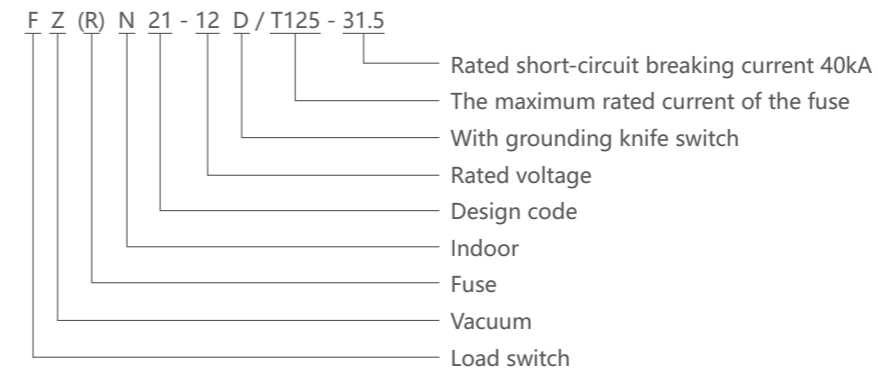 F Z (R) N 21 - 12 D / T125 - 31.5
Rated short-circuit breaking current 40kA
The maximum rated current of the fuse
With grounding knife switch
Rated voltage
Design code
Indoor
Fuse
Vacuum
Load switch